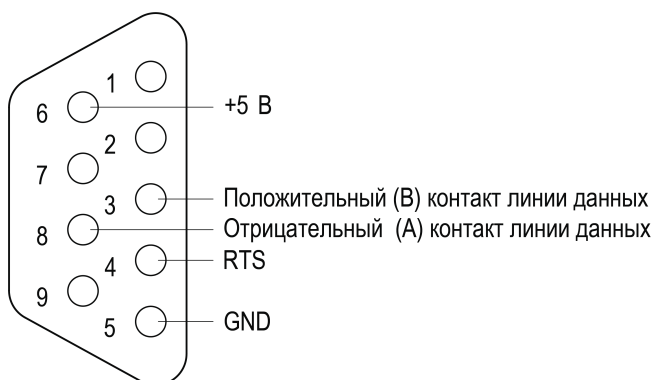 1
6
+5 В
2
7
3
Положительный (B) контакт линии данных
8
Отрицательный (A) контакт линии данных
4
RTS
9
5
GND